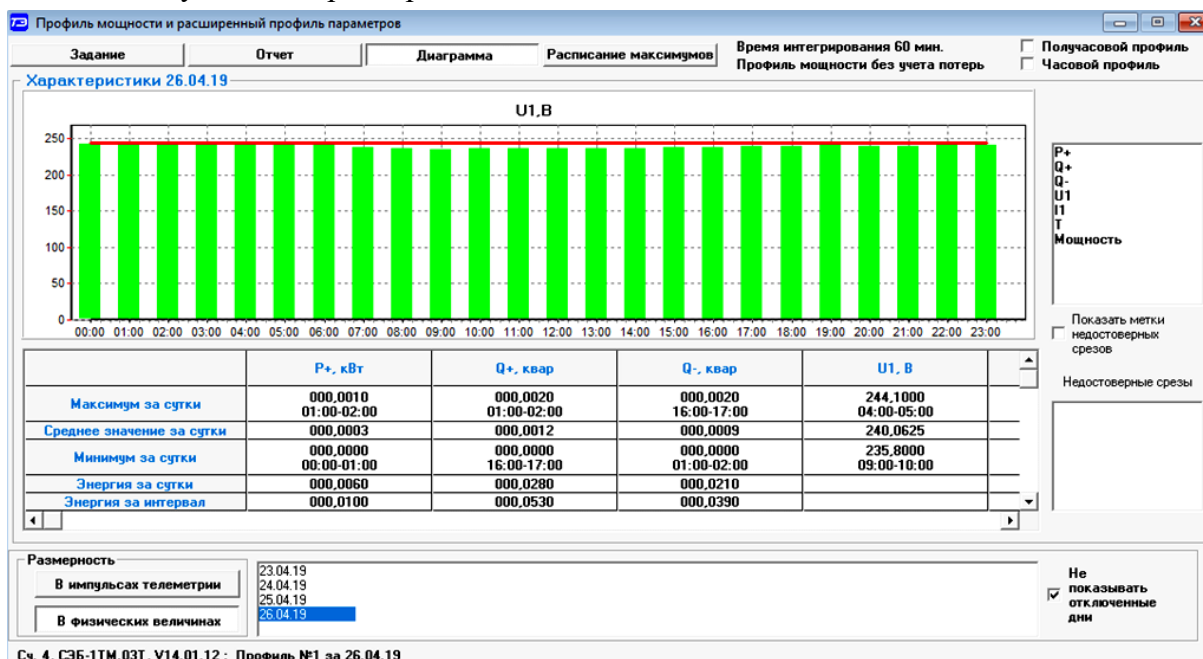 ТЭ Профиль мощности и расширенный профиль параметров
Задание Отчет Диаграмма Расписание максимумов Время интегрирования 60 мин. Получасовой профиль
Профиль мощности без учета потерь Часовой профиль
Характеристики 26.04.19
U1,В
250
200
150
100
50
0
00:00 01:00 02:00 03:00 04:00 05:00 06:00 07:00 08:00 09:00 10:00 11:00 12:00 13:00 14:00 15:00 16:00 17:00 18:00 19:00 20:00 21:00 22:00 23:00
P+
Q+
Q-
U1
I1
T
Мощность
Показать метки
недостоверных
срезов
Недостоверные срезы
P+, кВт Q+, квар Q-, квар U1, В
Максимум за сутки 000,0010 000,0020 000,0020 244,1000
01:00-02:00 01:00-02:00 16:00-17:00 04:00-05:00
Среднее значение за сутки 000,0003 000,0012 000,0009 240,0625
Минимум за сутки 000,0000 000,0000 000,0000 235,8000
00:00-01:00 16:00-17:00 01:00-02:00 09:00-10:00
Энергия за сутки 000,0060 000,0280 000,0210
Энергия за интервал 000,0100 000,0530 000,0390
Размерность
В импульсах телеметрии
В физических величинах
23.04.19
24.04.19
25.04.19
26.04.19
Не
показывать
отключенные
дни
Сч. 4, СЭБ-1ТМ.03Т, V14.01.12 ; Профиль №1 за 26.04.19